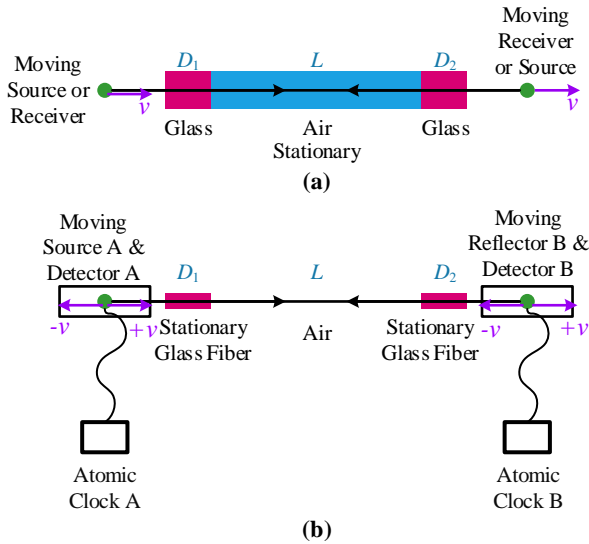 Moving
Source or
Receiver
v
D1
L
D2
Moving
Receiver
or Source
v
Glass
Air
Stationary
Glass
(a)
Moving
Source A &
Detector A
-v
+v
D1
L
D2
Moving
Reflector B &
Detector B
-v
+v
Stationary
Glass Fiber
Air
Stationary
Glass Fiber
Atomic
Clock A
Atomic
Clock B
(b)